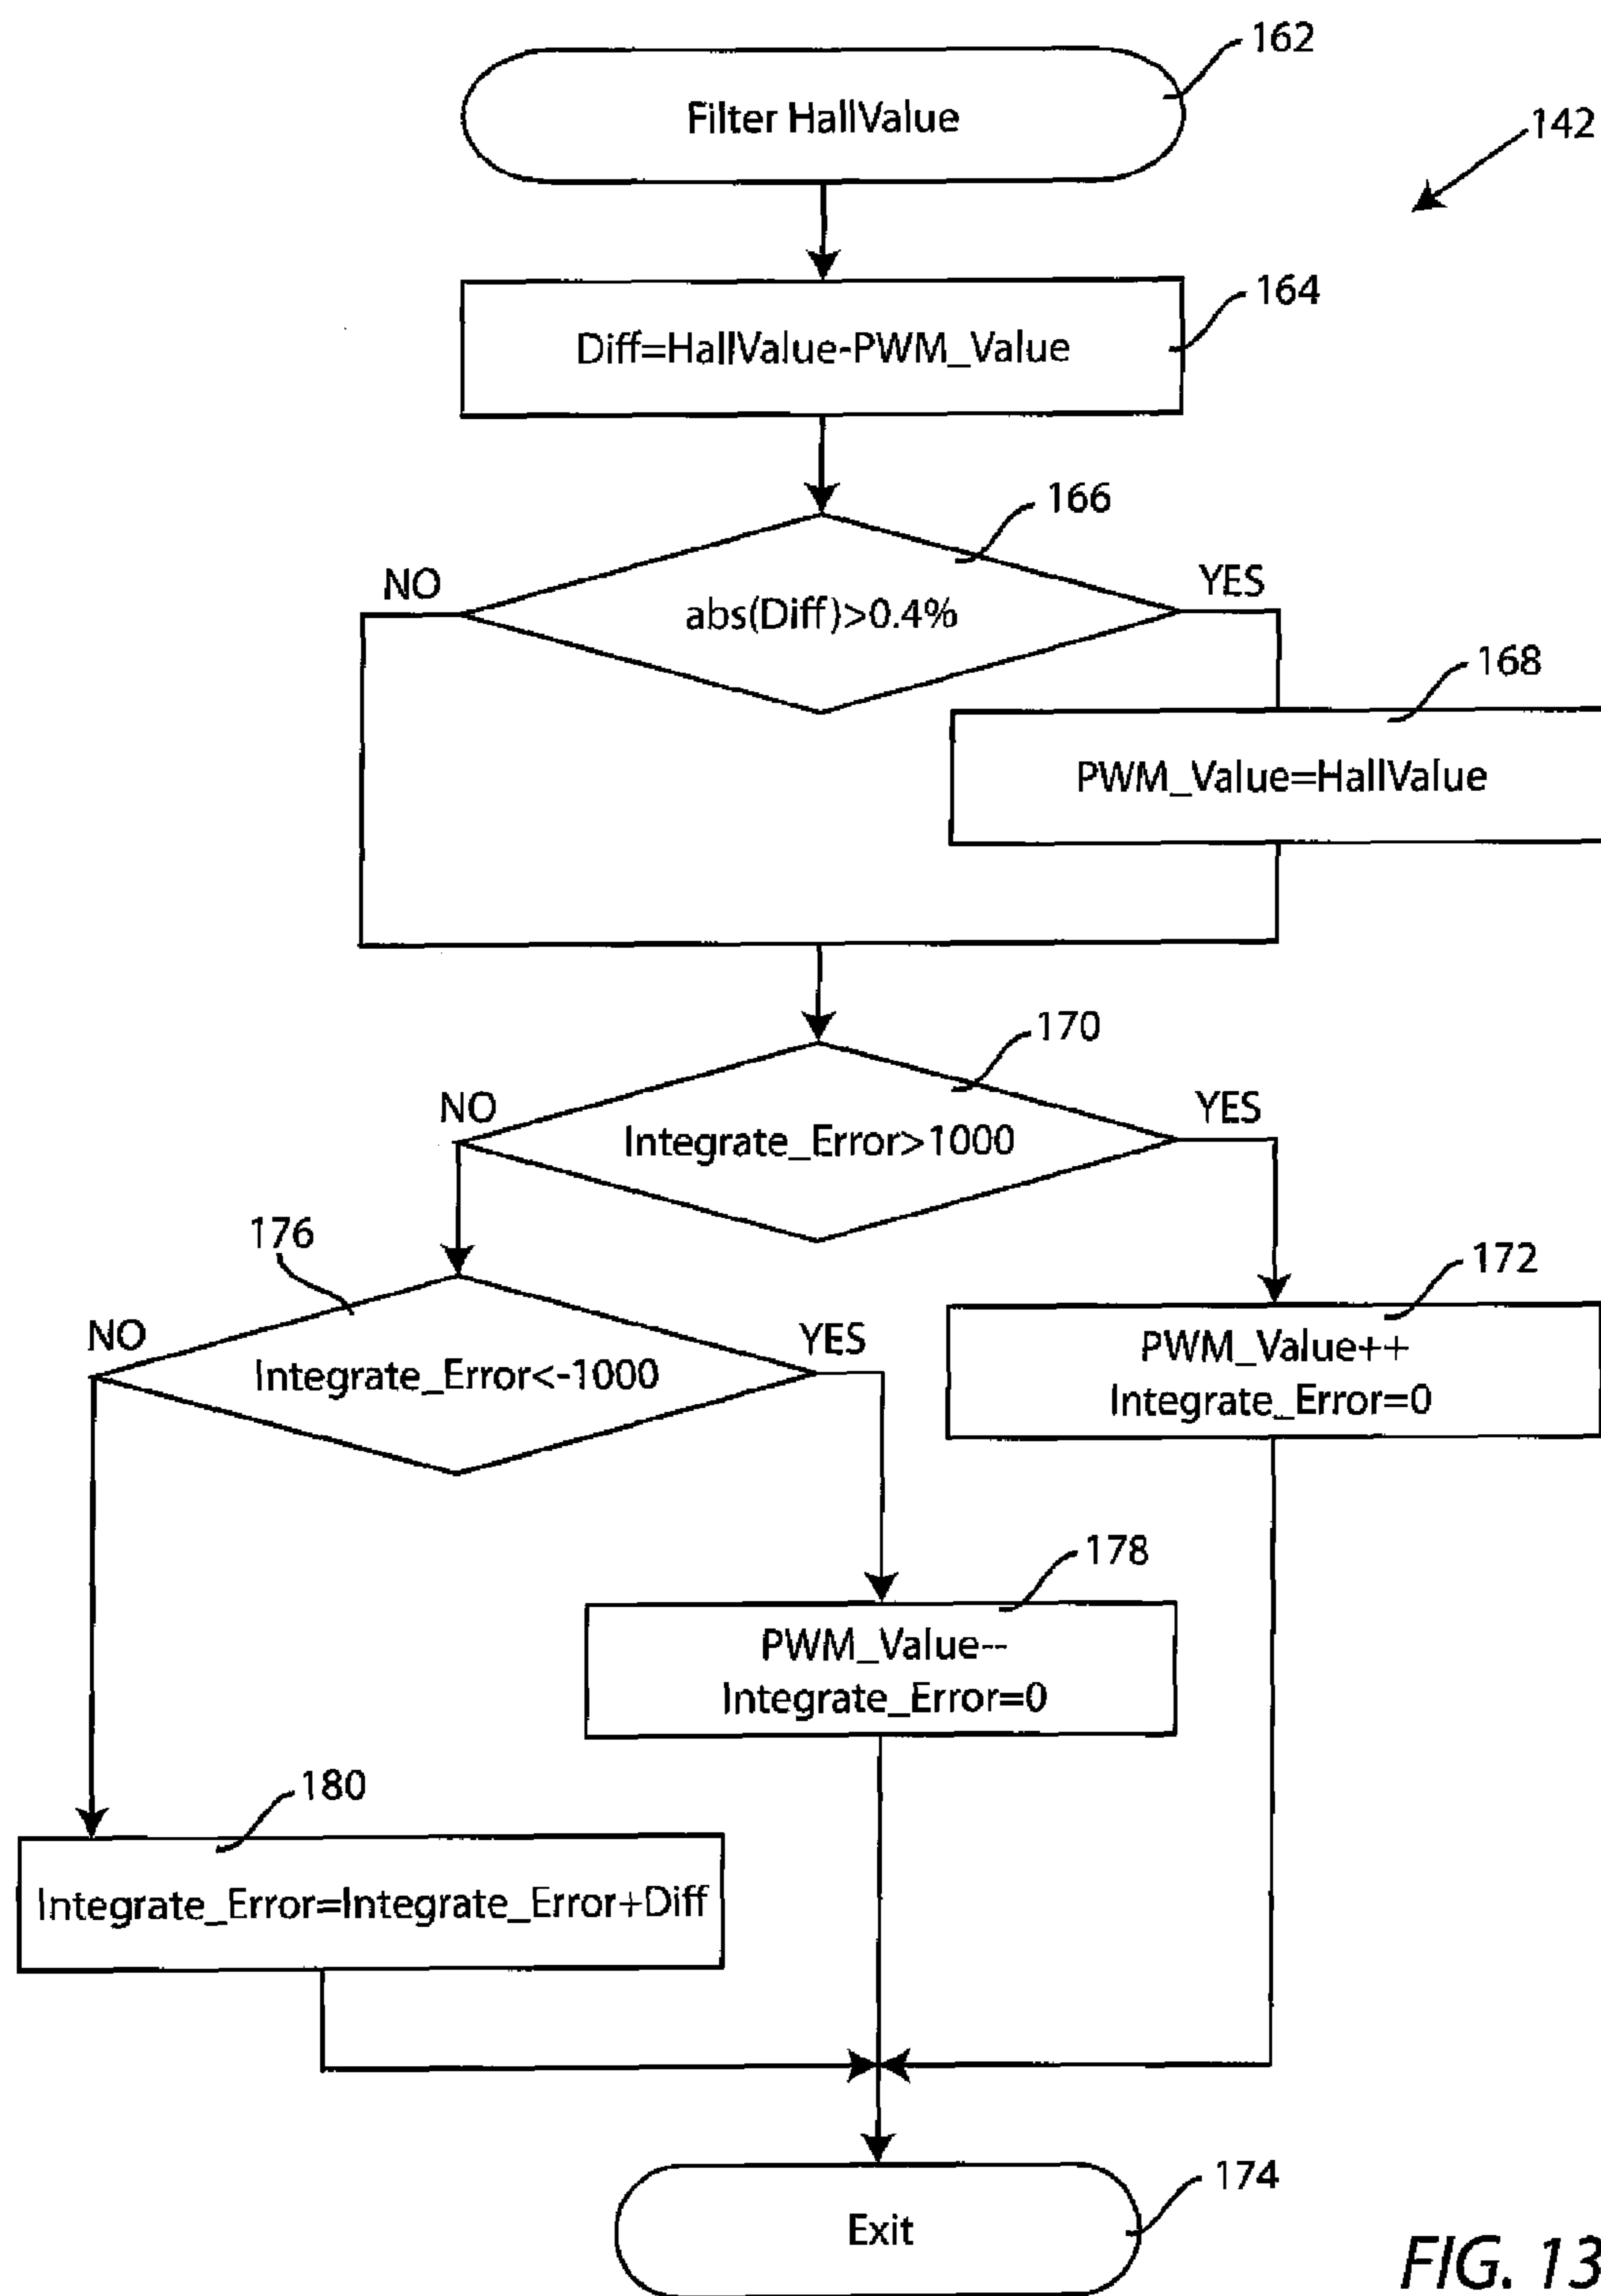 162
Filter HallValue
142
164
Diff=HallValue-PWM_Value
166
NO
YES
abs(Diff)>0.4%
168
PWM_Value=HallValue
170
NO
YES
Integrate_Error>1000
176
172
NO
YES
PWM_Value++
Integrate_Error<-1000
Integrate_Error=0
178
PWM_Value--
Integrate_Error=0
180
Integrate_Error=Integrate_Error+Diff
174
Exit
FIG. 13